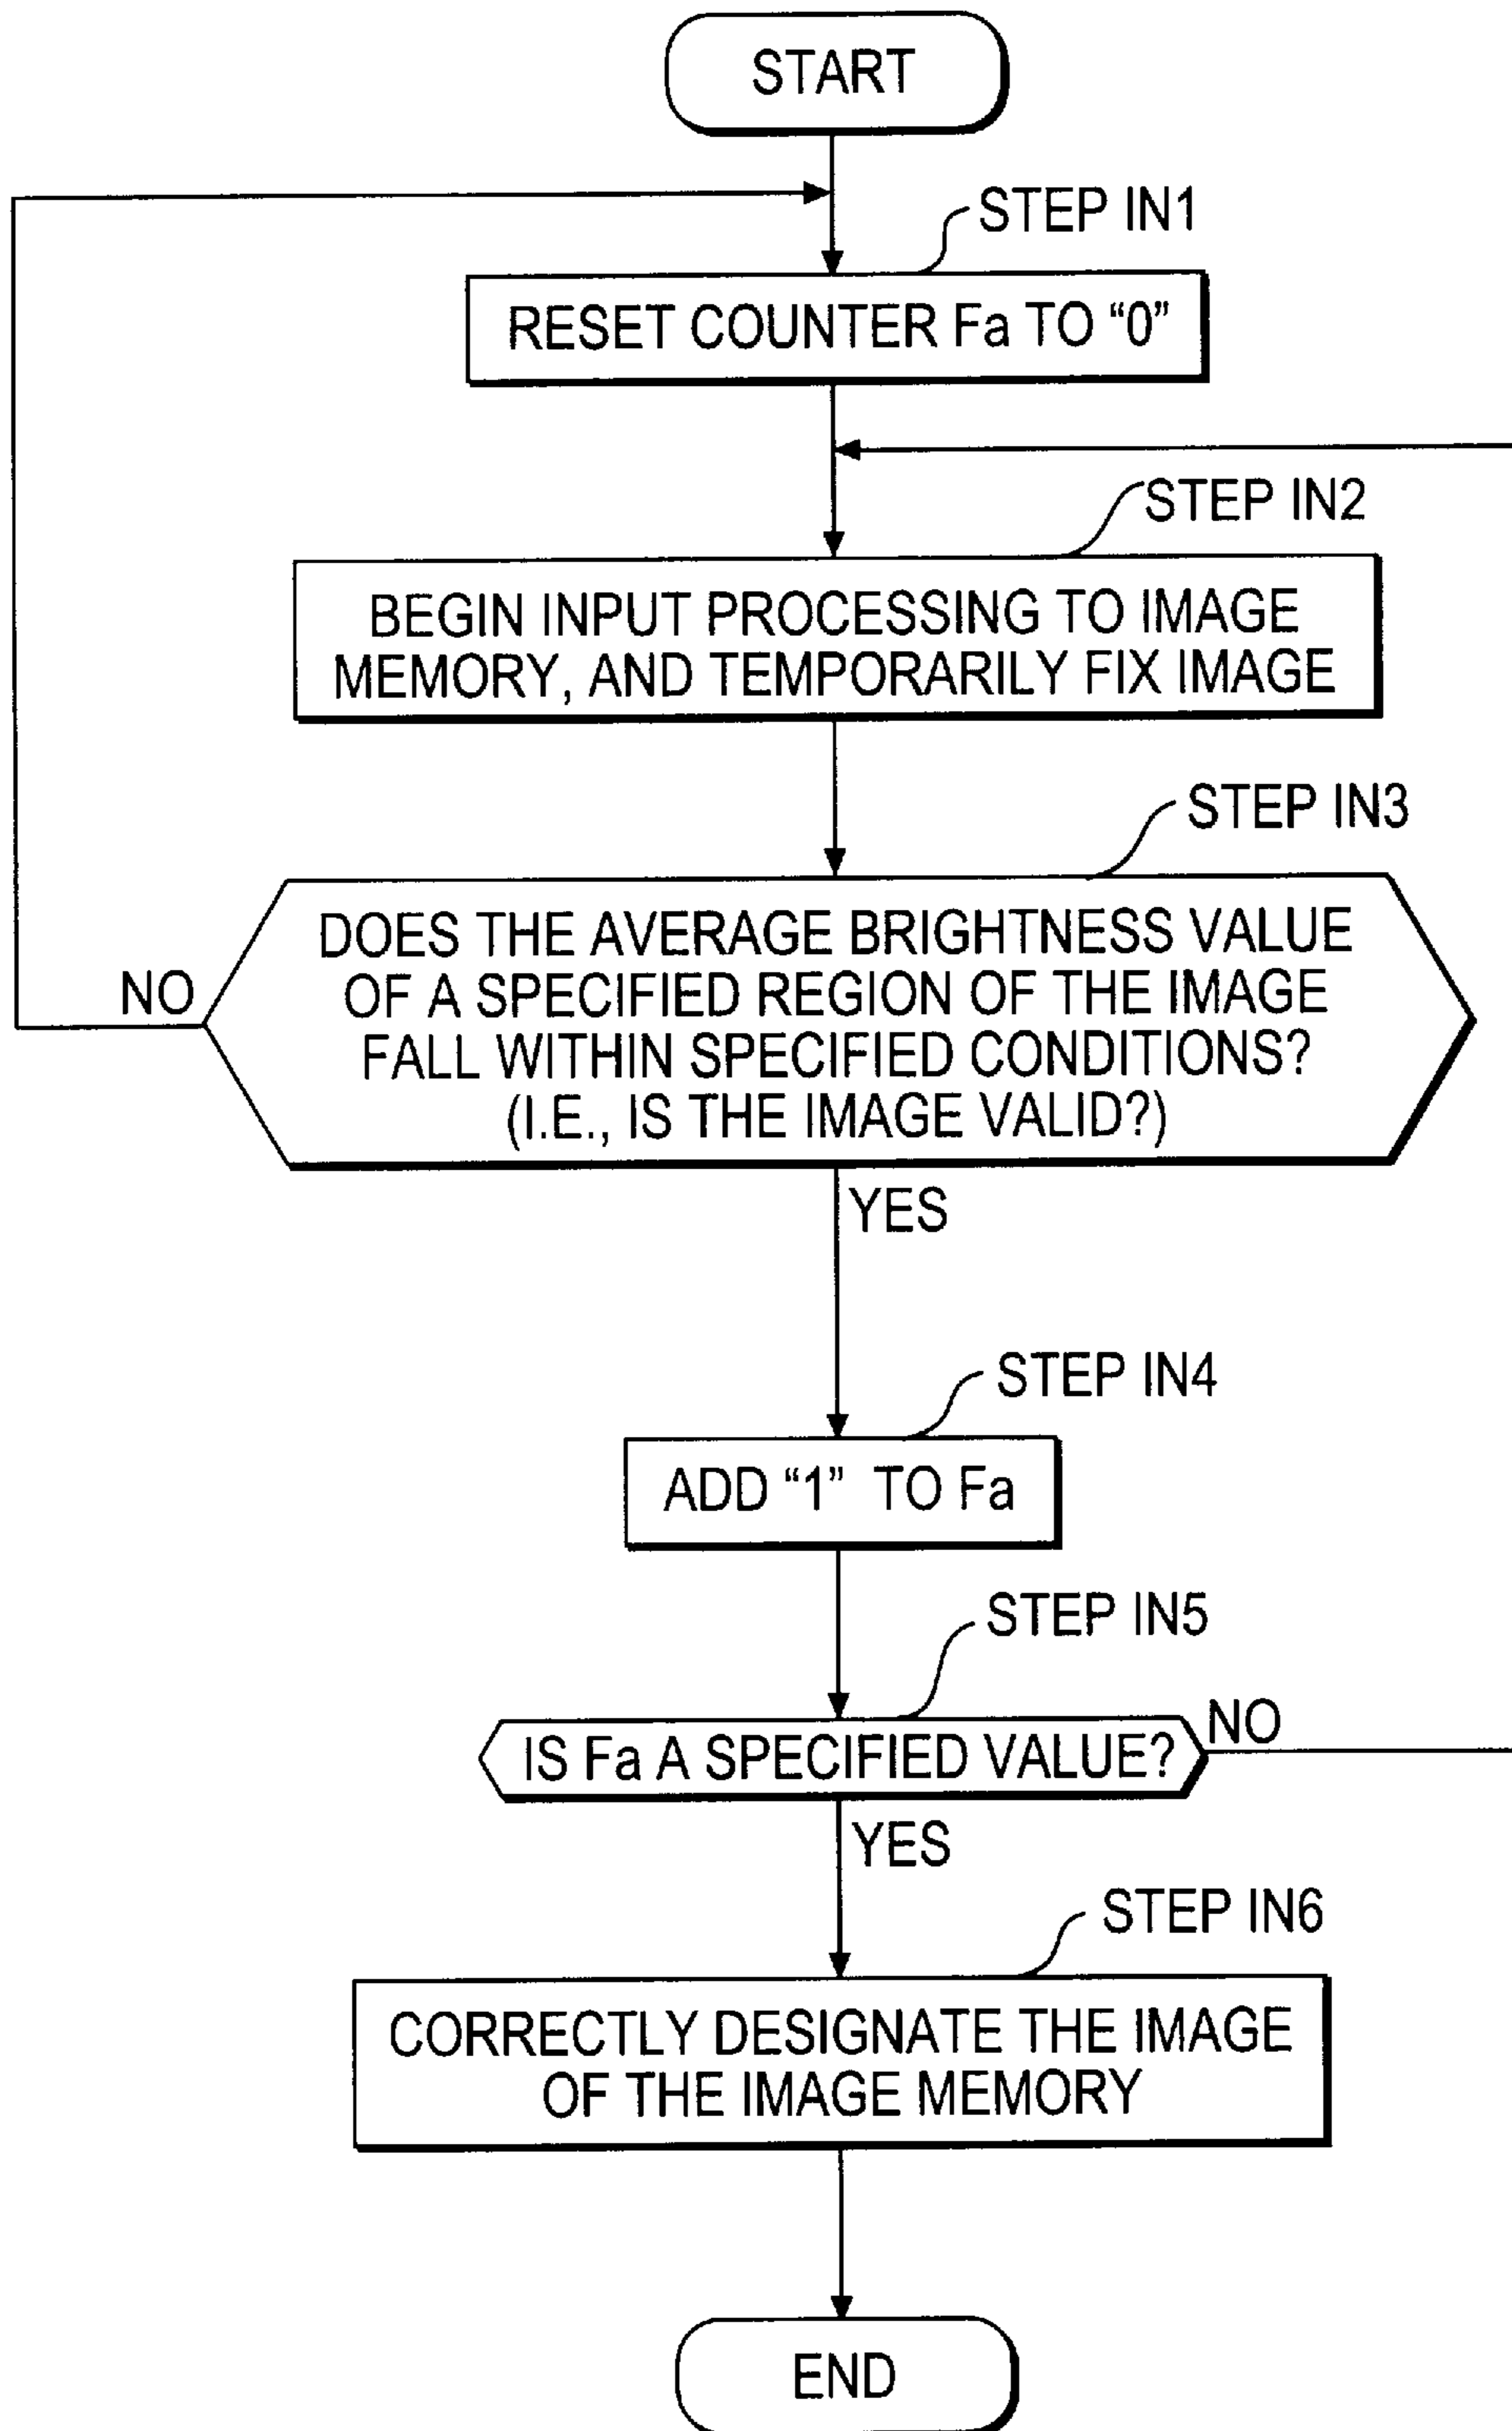 START
STEP IN1
RESET COUNTER Fa TO “0”
STEP IN2
BEGIN INPUT PROCESSING TO IMAGE
MEMORY, AND TEMPORARILY FIX IMAGE
STEP IN3
DOES THE AVERAGE BRIGHTNESS VALUE
OF A SPECIFIED REGION OF THE IMAGE
FALL WITHIN SPECIFIED CONDITIONS?
(I.E., IS THE IMAGE VALID?)
NO
YES
STEP IN4
ADD “1” TO Fa
STEP IN5
IS Fa A SPECIFIED VALUE?
NO
YES
STEP IN6
CORRECTLY DESIGNATE THE IMAGE
OF THE IMAGE MEMORY
END